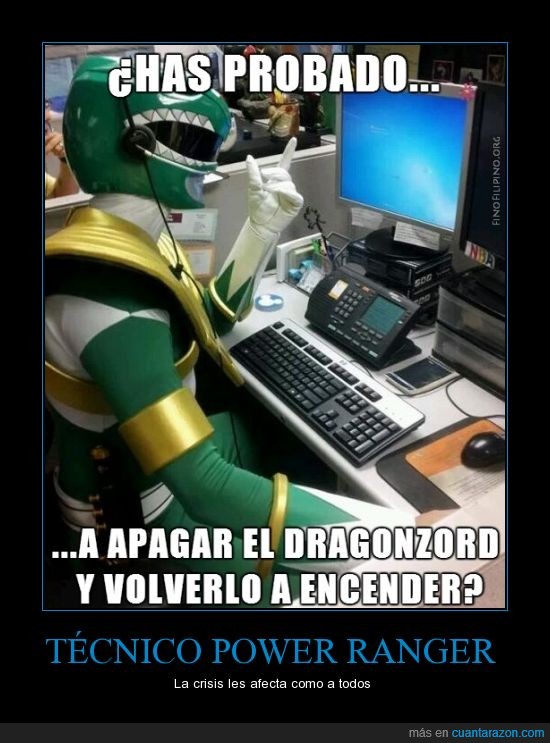 ¿HAS PROBADO...
FINOFILIPINO.ORG
...A APAGAR EL DRAGONZORD
Y VOLVERLO A ENCENDER?
TÉCNICO POWER RANGER
La crisis les afecta como a todos
más en cuantarazon.com